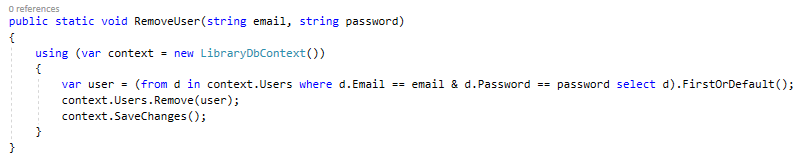 0 references
public static void RemoveUser(string email, string password)
{
using (var context = new LibraryDbContext())
{
var user = (from d in context.Users where d.Email == email & d.Password == password select d).FirstOrDefault();
context.Users.Remove(user);
context.SaveChanges();
}
}